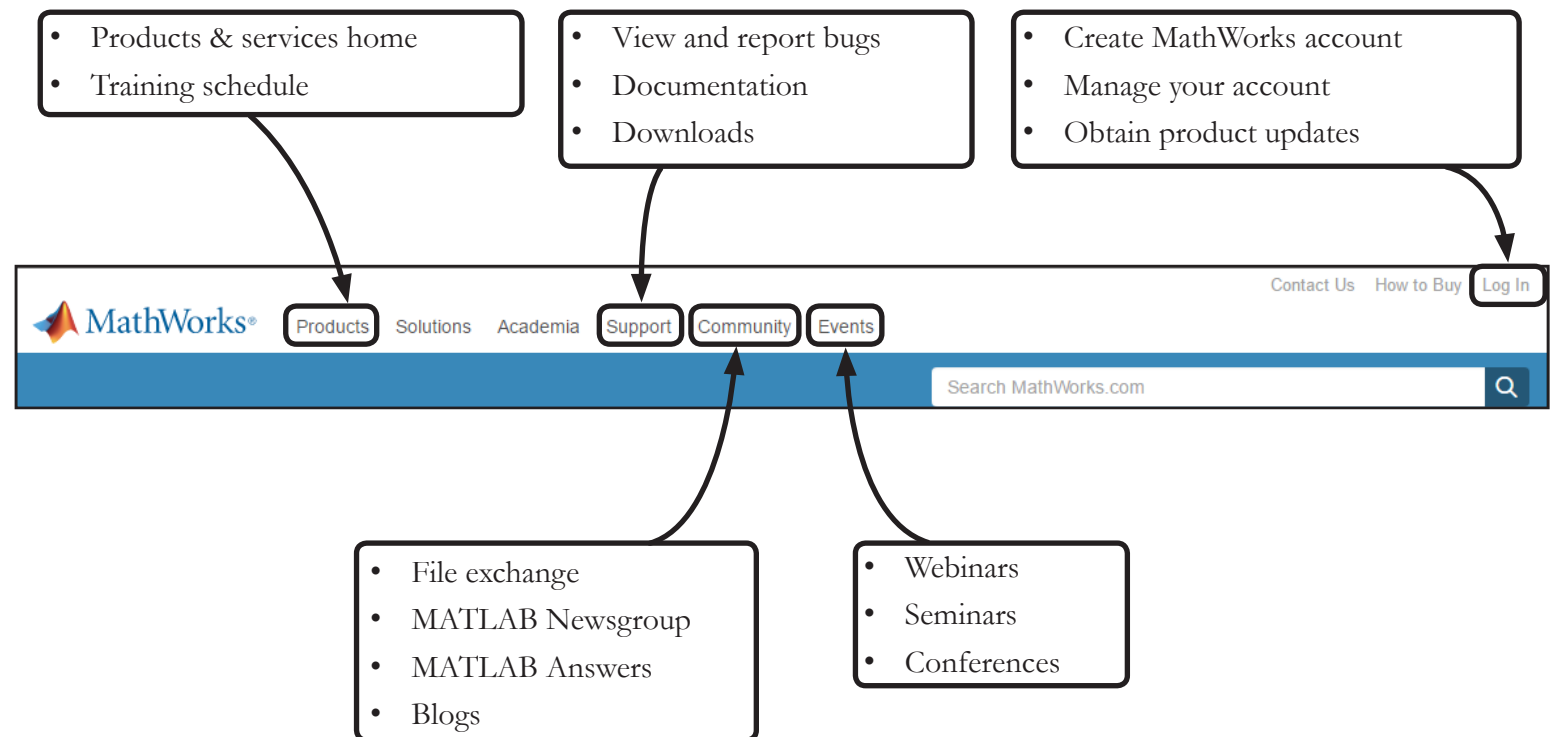 • Products & services home
• Training schedule
• View and report bugs
• Documentation
• Downloads
• Create MathWorks account
• Manage your account
• Obtain product updates
Contact Us How to Buy Log In
MathWorks® Products Solutions Academia Support Community Events
Search MathWorks.com
• File exchange
• MATLAB Newsgroup
• MATLAB Answers
• Blogs
• Webinars
• Seminars
• Conferences